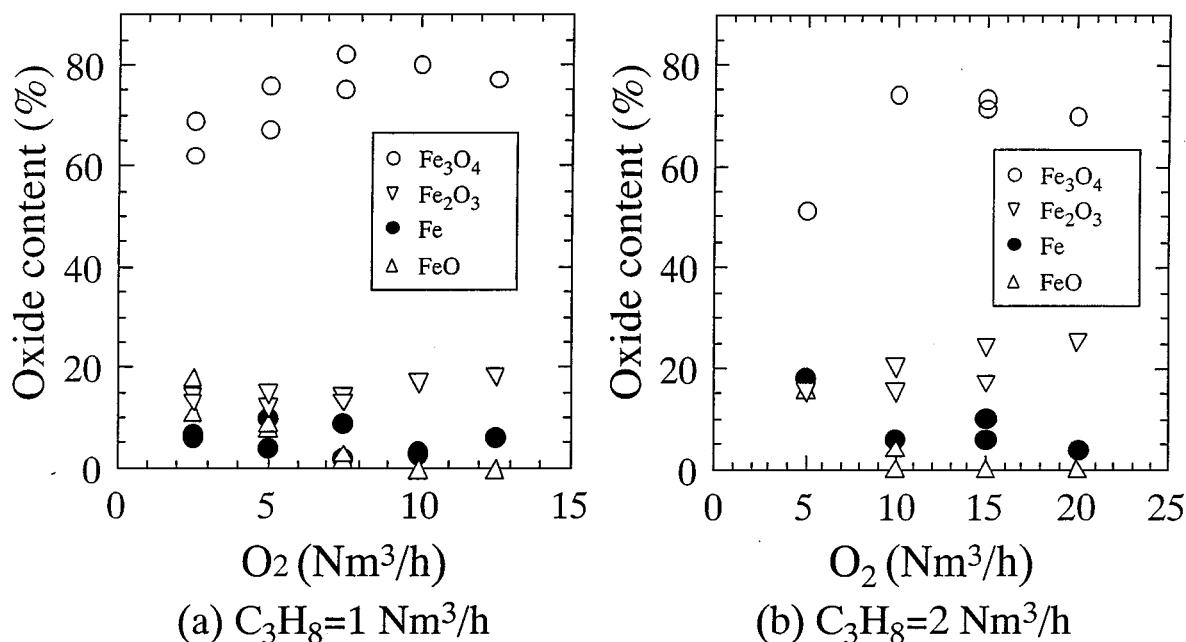 Oxide content (%)
80
60
40
20
0
Fe₃O₄
Fe₂O₃
Fe
FeO
0 5 10 15
O₂ (Nm³/h)
(a) C₃H₈=1 Nm³/h
Oxide content (%)
80
60
40
20
0
Fe₃O₄
Fe₂O₃
Fe
FeO
0 5 10 15 20 25
O₂ (Nm³/h)
(b) C₃H₈=2 Nm³/h